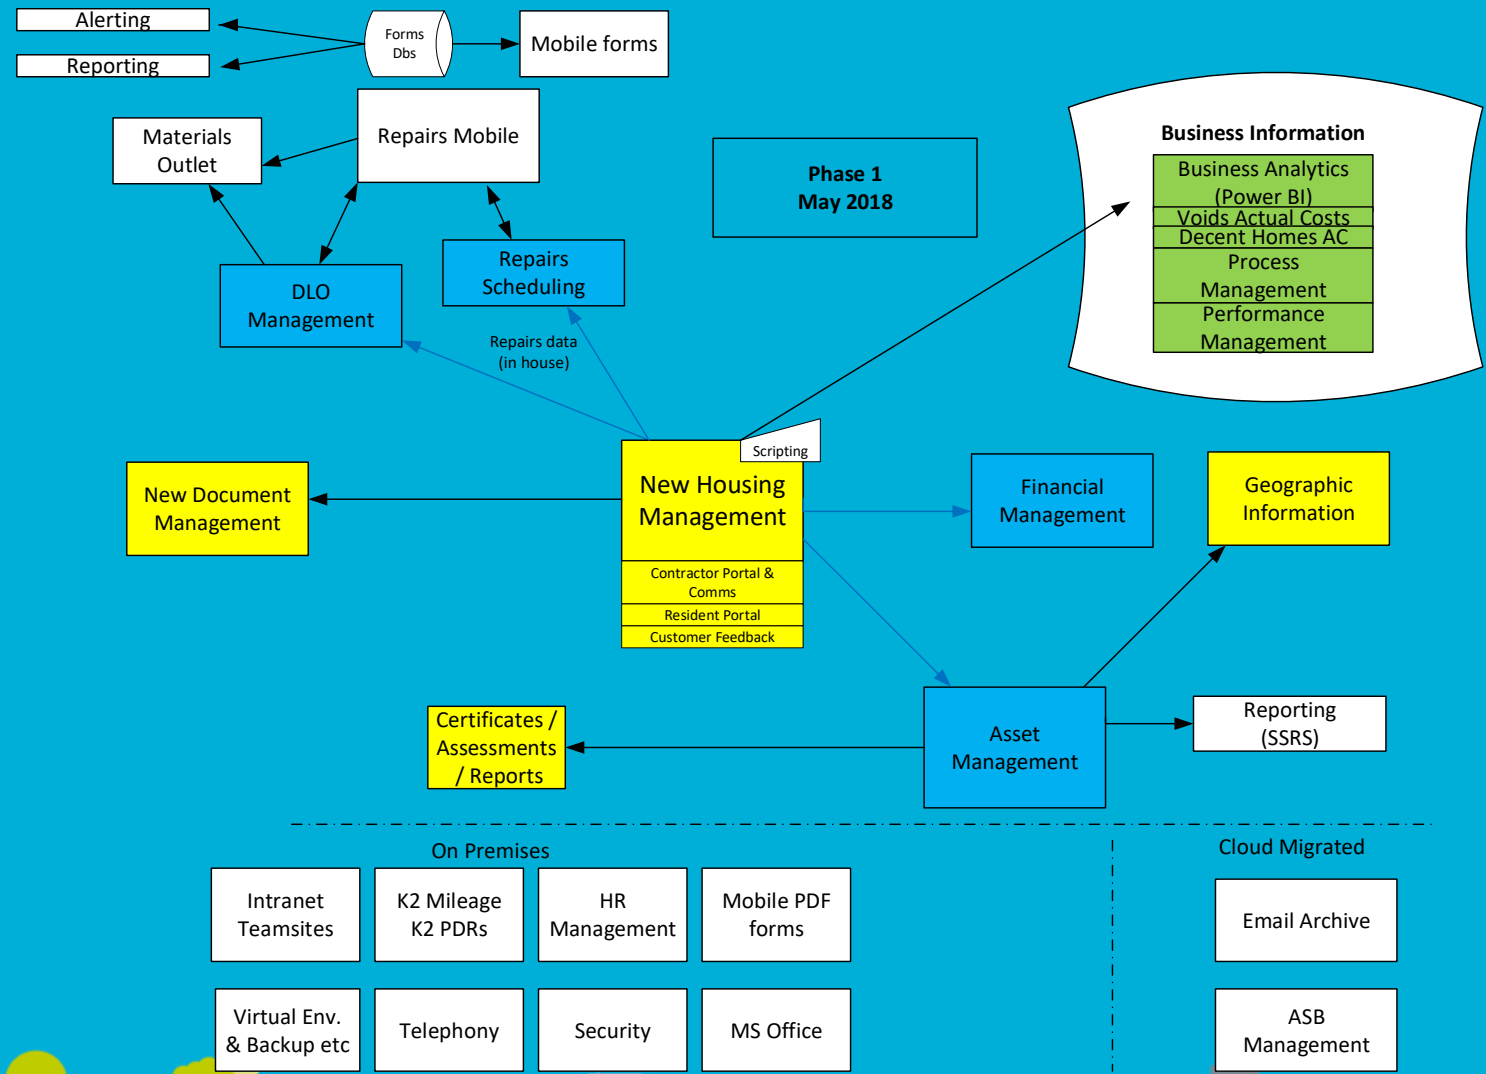 Alerting
Reporting
Forms
Dbs
Mobile forms
Materials
Outlet
Repairs Mobile
Phase 1
May 2018
Business Information
Business Analytics
(Power BI)
Voids Actual Costs
Decent Homes AC
Process
Management
Performance
Management
DLO
Management
Repairs
Scheduling
Repairs data
(in house)
Scripting
New Document
Management
New Housing
Management
Contractor Portal &
Comms
Resident Portal
Customer Feedback
Financial
Management
Geographic
Information
Certificates /
Assessments
/ Reports
Asset
Management
Reporting
(SSRS)
On Premises
Cloud Migrated
Intranet
Teamsites
K2 Mileage
K2 PDRs
HR
Management
Mobile PDF
forms
Email Archive
Virtual Env.
& Backup etc
Telephony
Security
MS Office
ASB
Management